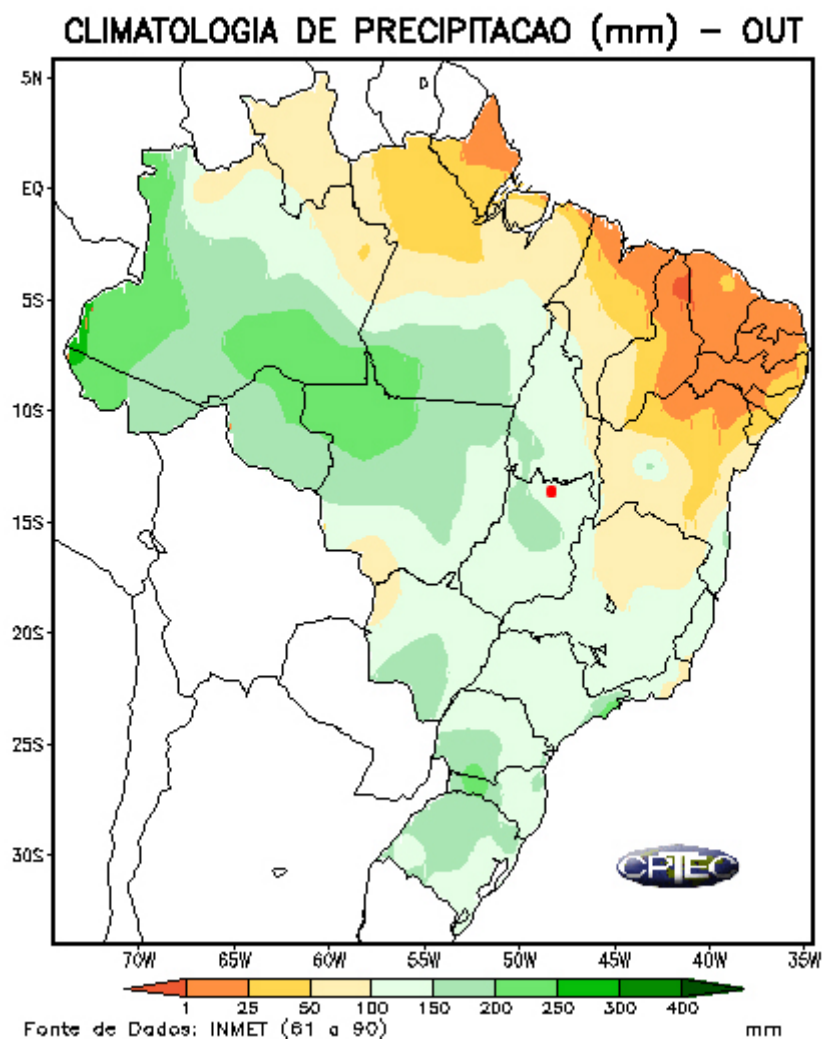 CLIMATOLOGIA DE PRECIPITACAO (mm) – OUT
5N
EQ
5S
10S
15S
20S
25S
30S
CPTEC
70W 65W 60W 55W 50W 45W 40W 35W
1 25 50 100 150 200 250 300 400
Fonte de Dados: INMET (61 a 90) mm